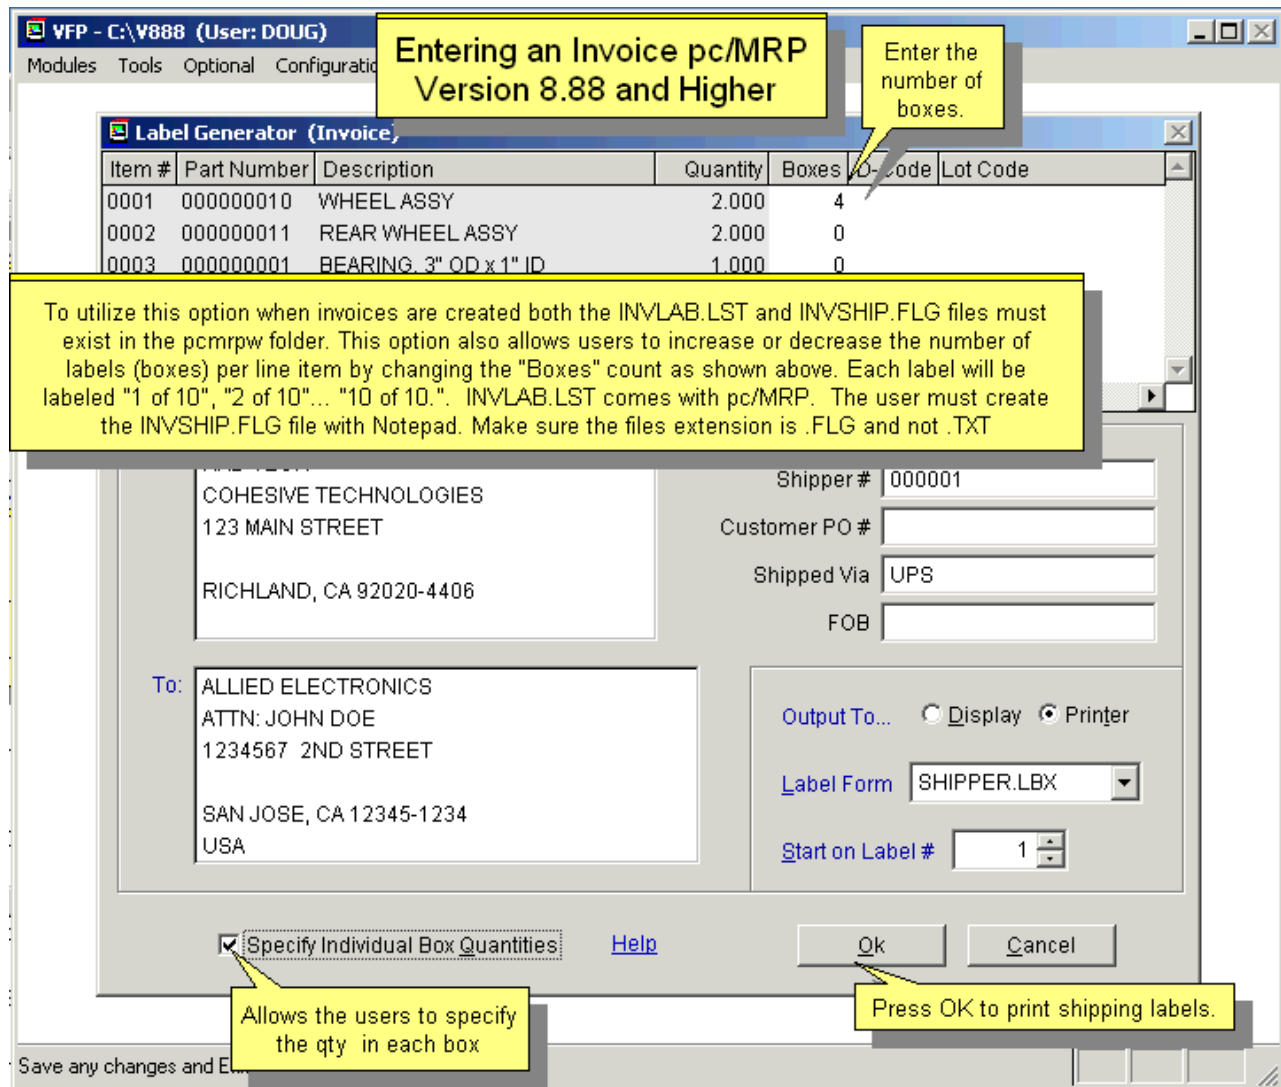 VFP - C:\V888 (User: DOUG)
Modules Tools Optional
Entering an Invoice pc/MRP
Version 8.88 and Higher
Enter the
number of
boxes.
Label Generator (Invoice)
Item # Part Number Description Quantity Boxes Lot Code
0001 000000010 WHEEL ASSY 2.000 4
0002 000000011 REAR WHEEL ASSY 2.000 0
0003 000000001 BEARING, 3" OD x 1" ID 1.000 0
To utilize this option when invoices are created both the INVLAB.LST and INVSHIP.FLG files must
exist in the pcmrpw folder. This option also allows users to increase or decrease the number of
labels (boxes) per line item by changing the "Boxes" count as shown above. Each label will be
labeled "1 of 10", "2 of 10"... "10 of 10.". INVLAB.LST comes with pc/MRP. The user must create
the INVSHIP.FLG file with Notepad. Make sure the files extension is .FLG and not .TXT
COHESIVE TECHNOLOGIES
123 MAIN STREET
RICHLAND, CA 92020-4406
Shipper # 000001
Customer PO #
Shipped Via UPS
FOB
To: ALLIED ELECTRONICS
ATTN: JOHN DOE
1234567 2ND STREET
SAN JOSE, CA 12345-1234
USA
Output To... Display Printer
Label Form SHIPPER.LBX
Start on Label # 1
Specify Individual Box Quantities Help Ok Cancel
Allows the users to specify
the qty in each box
Press OK to print shipping labels.
Save any changes and